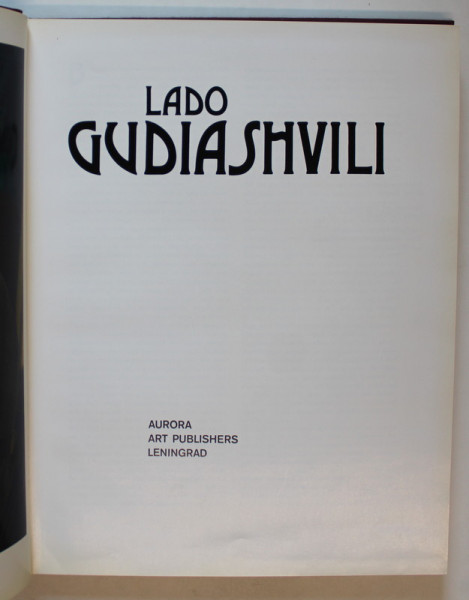 LADO
GUDIASHVILI
AURORA
ART PUBLISHERS
LENINGRAD